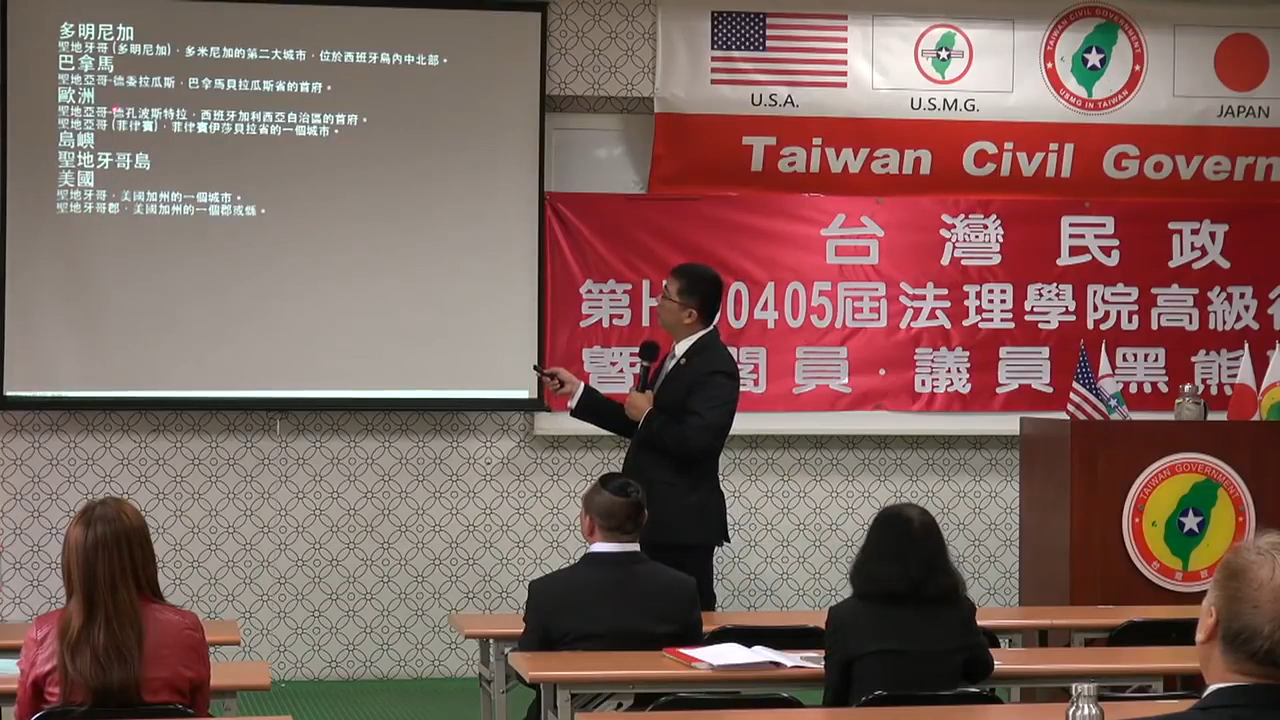 多明尼加
聖地牙哥 (多明尼加)，多米尼加的第二大城市，位於西班牙島內中北部。
巴拿馬
聖地亞哥-德委拉瓜斯，巴拿馬貝拉瓜斯省的首府。
歐洲
聖地亞哥-德孔波斯特拉，西班牙加利西亞自治區的首府。
聖地亞哥 (菲律賓)，菲律賓伊莎貝拉省的一個城市。
島嶼
聖地牙哥島
美國
聖地牙哥，美國加州的一個城市。
聖地牙哥郡，美國加州的一個郡或縣。
U.S.A.
U.S.M.G.
TAIWAN CIVIL GOVERNMENT
USMG IN TAIWAN
JAPAN
Taiwan Civil Govern
台灣民政
第H 0405屆法理學院高級
暨 閣員·議員 黑熊
TAIWAN GOVERNMENT